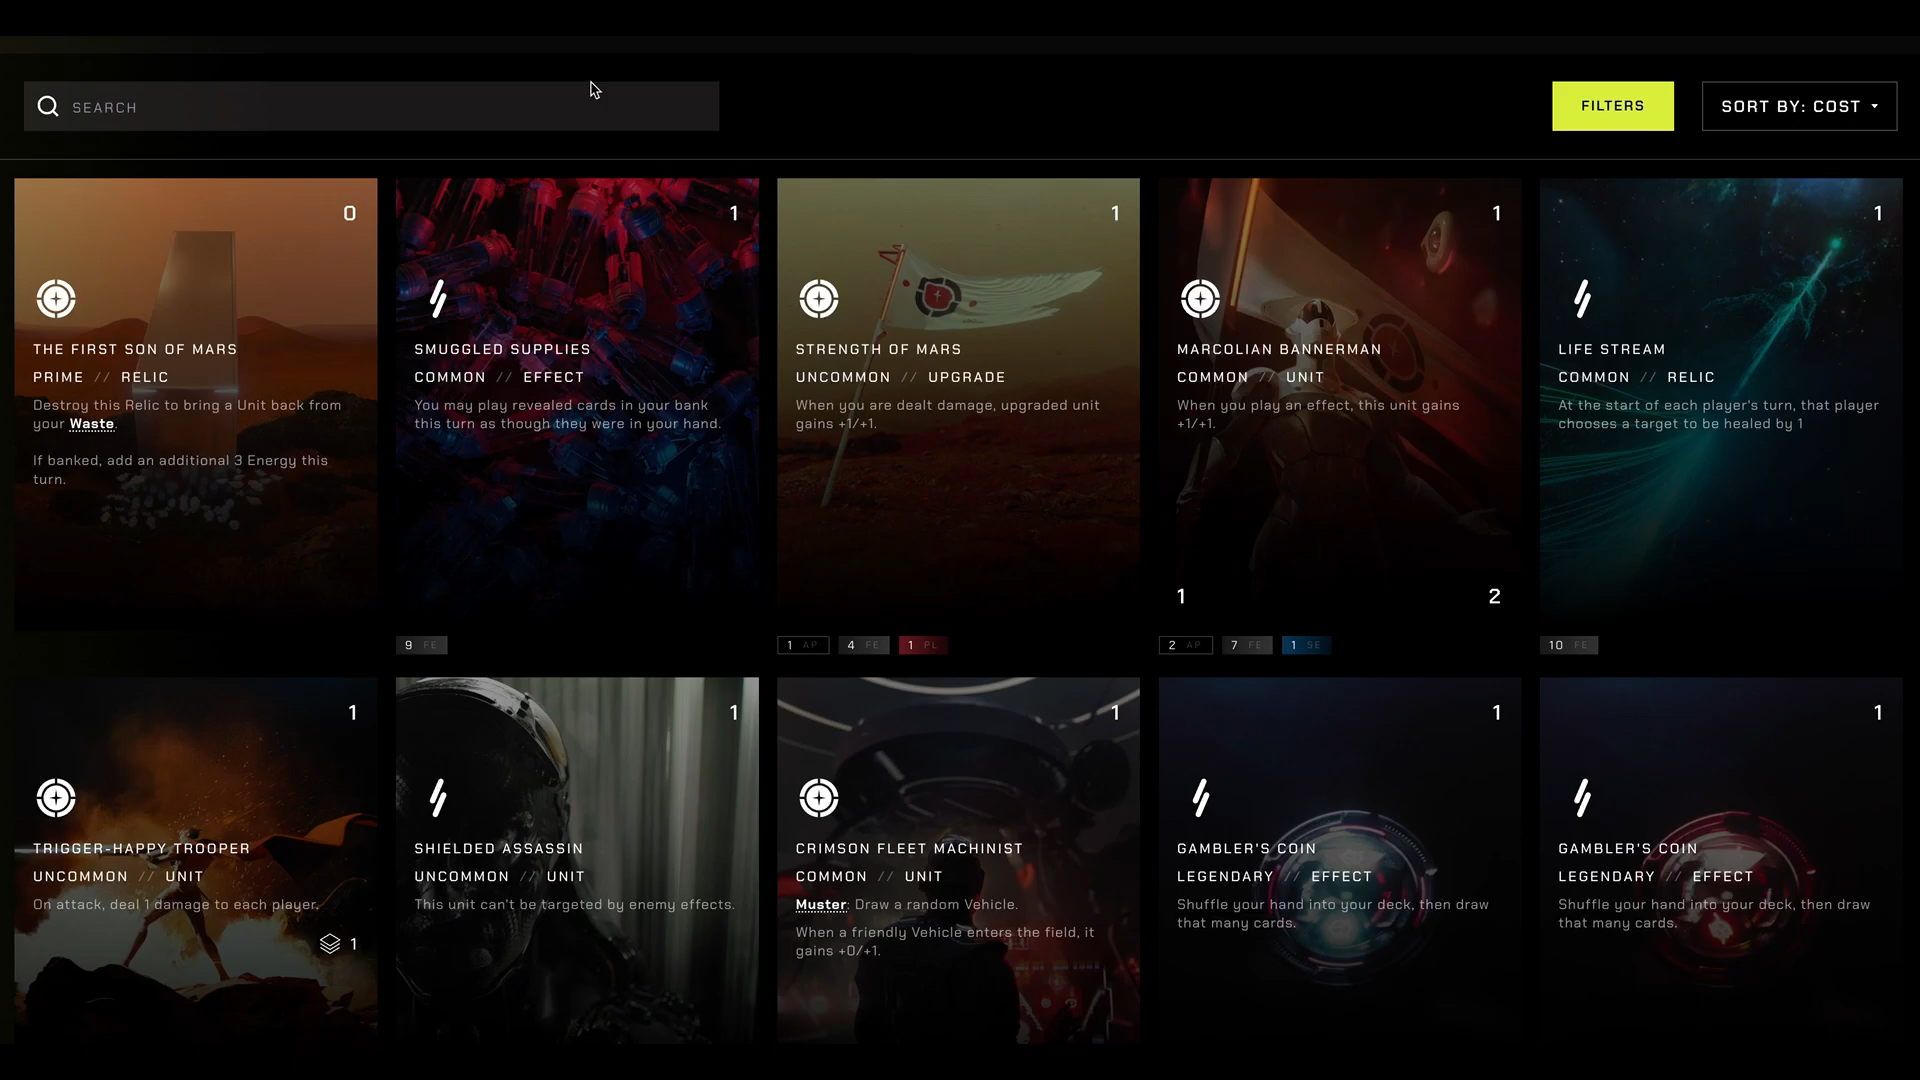 SEARCH
FILTERS
SORT BY: COST
0
THE FIRST SON OF MARS
PRIME // RELIC
Destroy this Relic to bring a Unit back from
your Waste.
If banked, add an additional 3 Energy this
turn.
1
SMUGGLED SUPPLIES
COMMON // EFFECT
You may play revealed cards in your bank
this turn as though they were in your hand.
9 FE
1
STRENGTH OF MARS
UNCOMMON // UPGRADE
When you are dealt damage, upgraded unit
gains +1/+1.
1 AP 4 FE 1 PL
1
MARCOLIAN BANNERMAN
COMMON // UNIT
When you play an effect, this unit gains
+1/+1.
1 2
2 AP 7 FE 1 SE
1
LIFE STREAM
COMMON // RELIC
At the start of each player's turn, that player
chooses a target to be healed by 1
10 FE
1
TRIGGER-HAPPY TROOPER
UNCOMMON // UNIT
On attack, deal 1 damage to each player.
1
1
SHIELDED ASSASSIN
UNCOMMON // UNIT
This unit can't be targeted by enemy effects.
1
CRIMSON FLEET MACHINIST
COMMON // UNIT
Muster: Draw a random Vehicle.
When a friendly Vehicle enters the field, it
gains +0/+1.
1
GAMBLER'S COIN
LEGENDARY // EFFECT
Shuffle your hand into your deck, then draw
that many cards.
1
GAMBLER'S COIN
LEGENDARY // EFFECT
Shuffle your hand into your deck, then draw
that many cards.